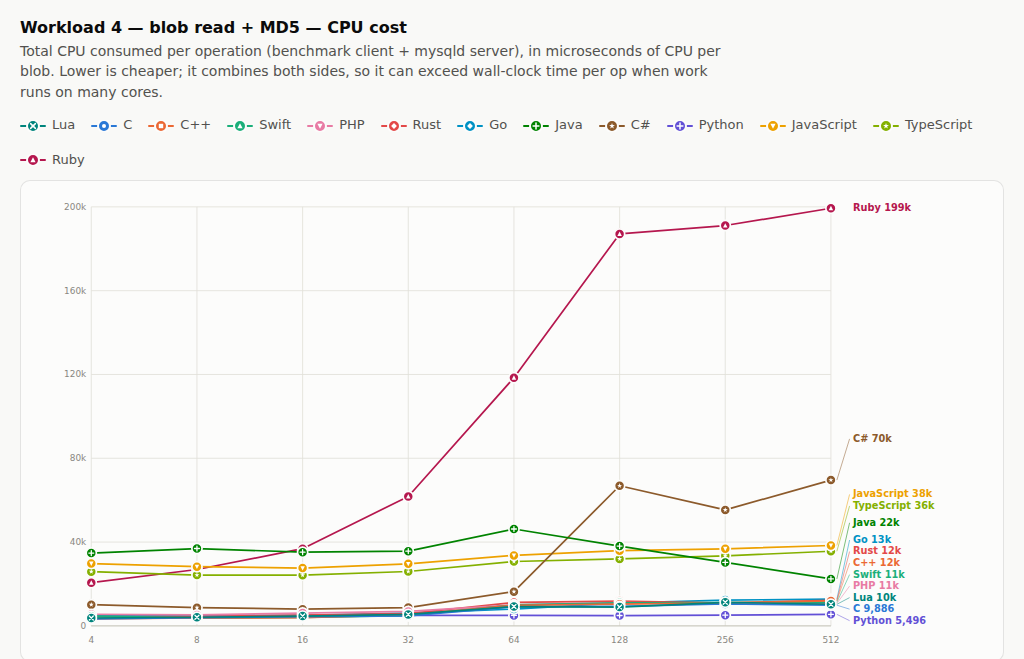 Workload 4 — blob read + MD5 — CPU cost
Total CPU consumed per operation (benchmark client + mysqld server), in microseconds of CPU per
blob. Lower is cheaper; it combines both sides, so it can exceed wall-clock time per op when work
runs on many cores.
Lua C C++ Swift PHP Rust Go Java C# Python JavaScript TypeScript
Ruby
200k
160k
120k
80k
40k
0
4 8 16 32 64 128 256 512
Ruby 199k
C# 70k
JavaScript 38k
TypeScript 36k
Java 22k
Go 13k
Rust 12k
C++ 12k
Swift 11k
PHP 11k
Lua 10k
C 9,886
Python 5,496